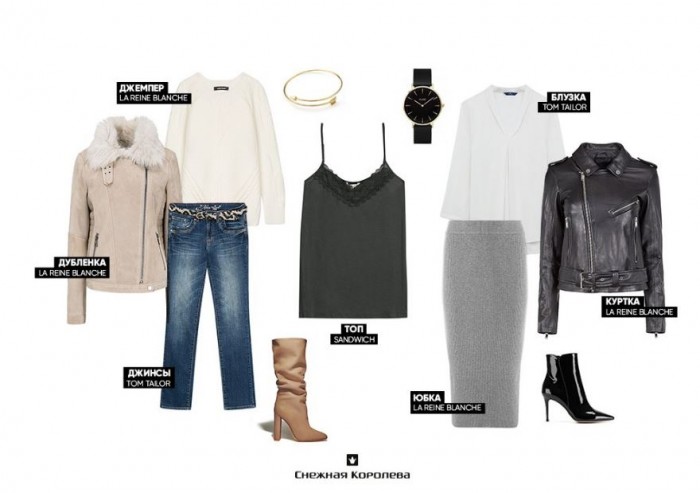 ДЖЕМПЕР
LA REINE BLANCHE
БЛУЗКА
TOM TAILOR
ДУБЛЕНКА
LA REINE BLANCHE
КУРТКА
LA REINE BLANCHE
ТОП
SANDWICH
ДЖИНСЫ
TOM TAILOR
ЮБКА
LA REINE BLANCHE
Снежная Королева